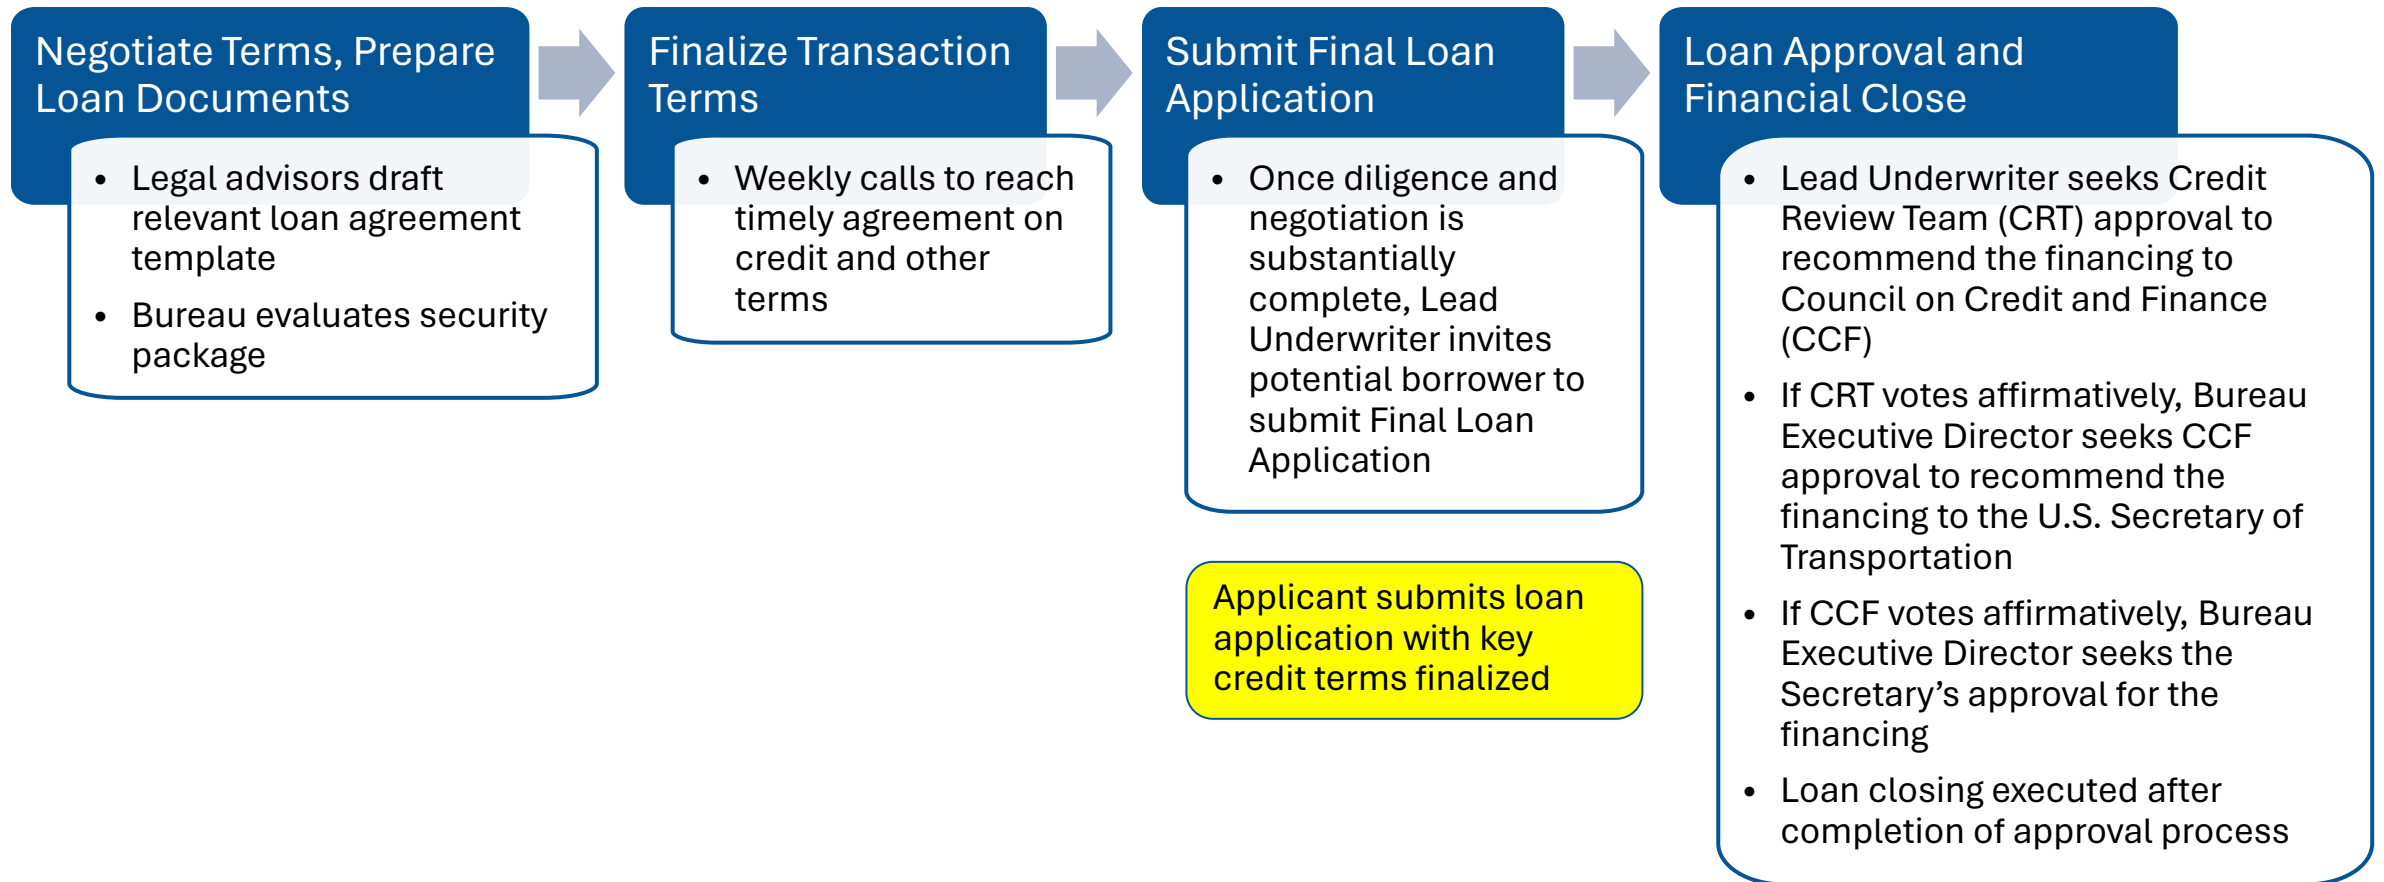 Negotiate Terms, Prepare
Loan Documents
• Legal advisors draft
relevant loan agreement
template
• Bureau evaluates security
package
Finalize Transaction
Terms
• Weekly calls to reach
timely agreement on
credit and other
terms
Submit Final Loan
Application
• Once diligence and
negotiation is
substantially
complete, Lead
Underwriter invites
potential borrower to
submit Final Loan
Application
Applicant submits loan
application with key
credit terms finalized
Loan Approval and
Financial Close
• Lead Underwriter seeks Credit
Review Team (CRT) approval to
recommend the financing to
Council on Credit and Finance
(CCF)
• If CRT votes affirmatively, Bureau
Executive Director seeks CCF
approval to recommend the
financing to the U.S. Secretary of
Transportation
• If CCF votes affirmatively, Bureau
Executive Director seeks the
Secretary’s approval for the
financing
• Loan closing executed after
completion of approval process